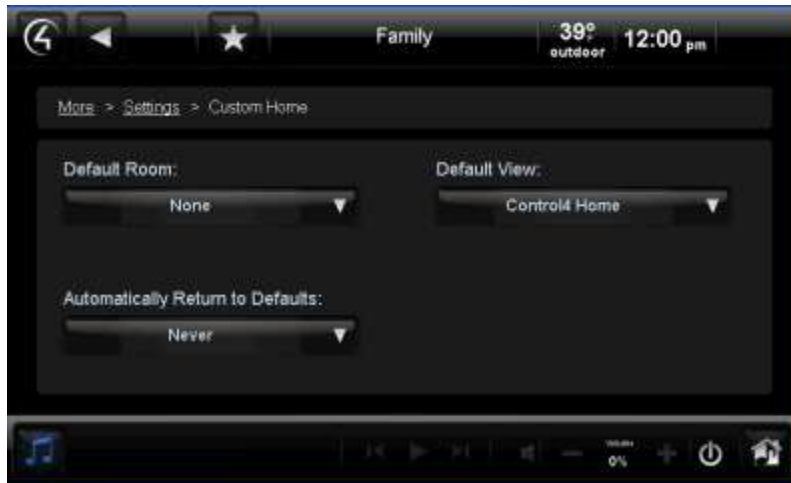 Family
39°
outdoor
12:00 pm
More > Settings > Custom Home
Default Room:
Default View:
None
Control4 Home
Automatically Return to Defaults:
Never
0%